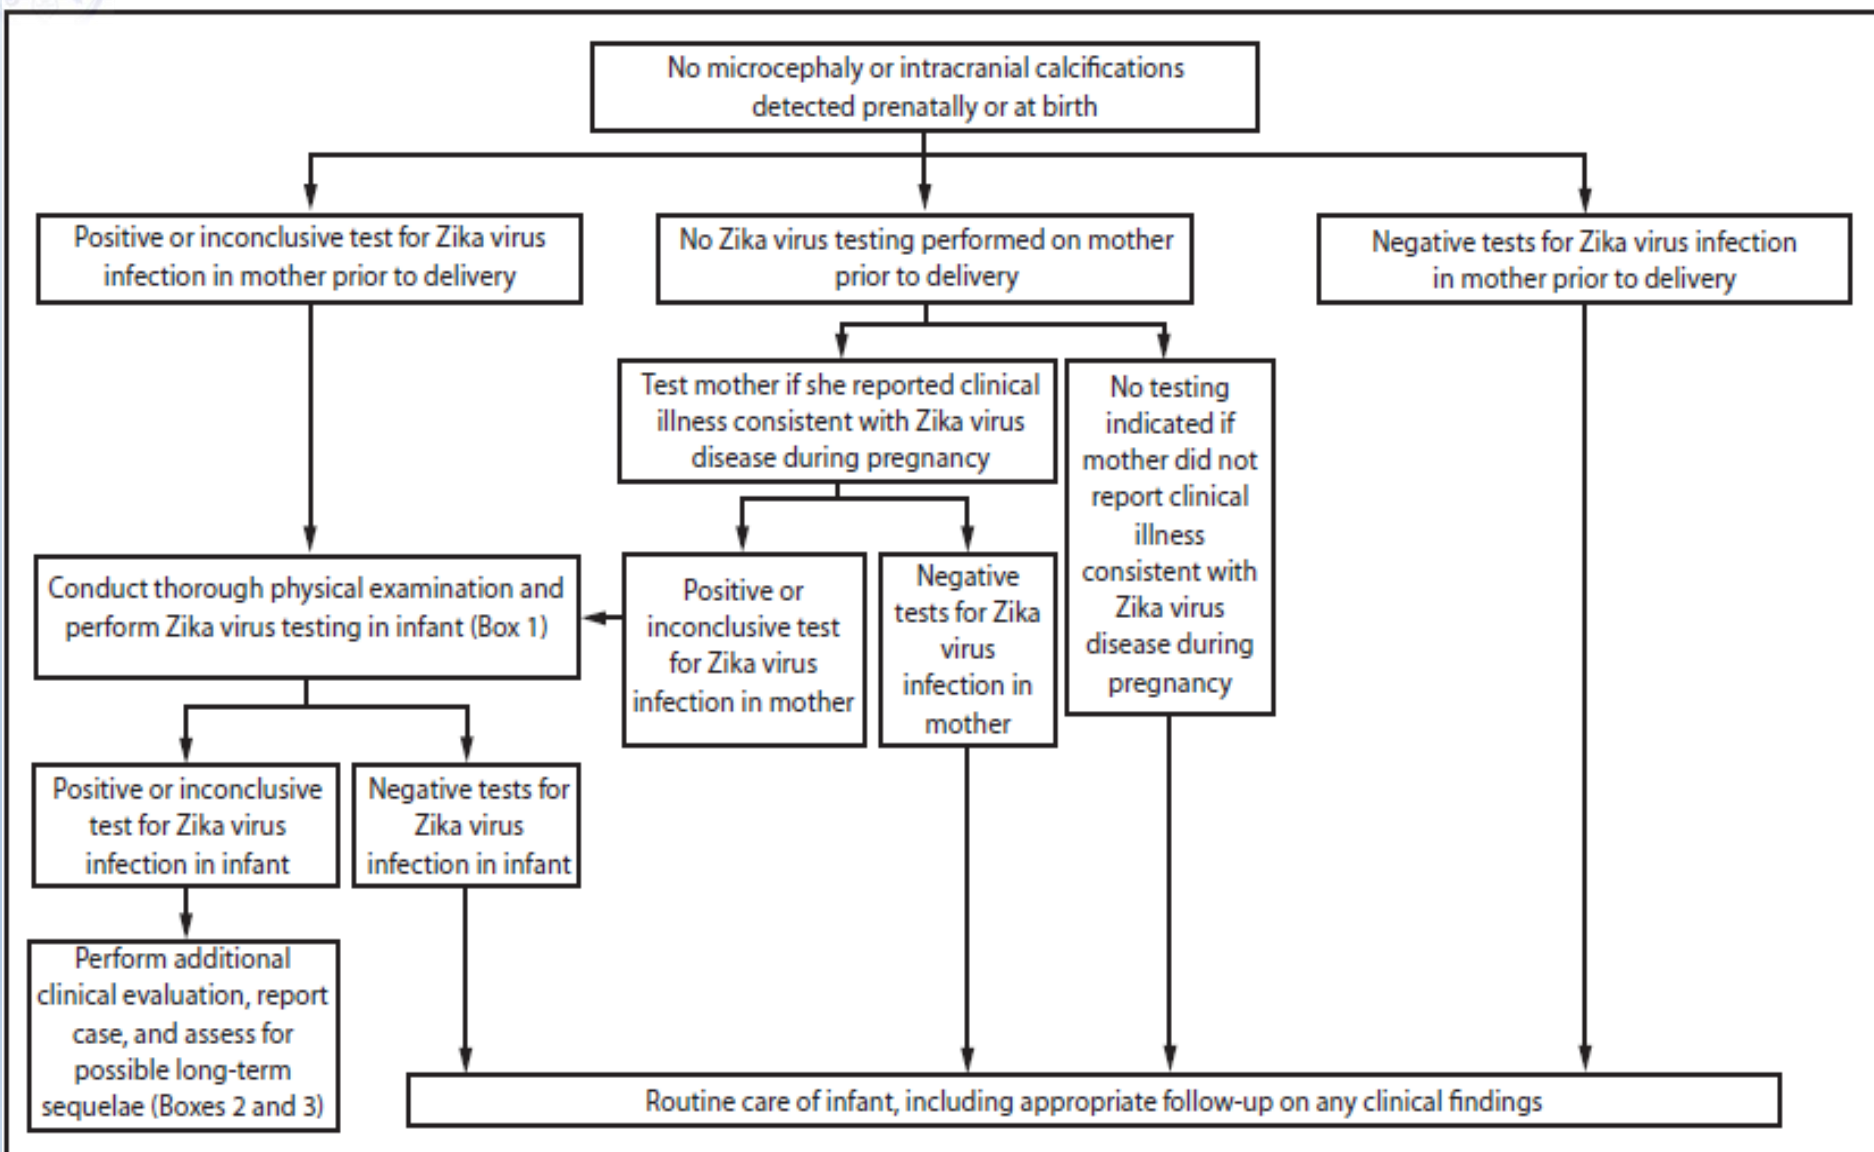 No microcephaly or intracranial calcifications
detected prenatally or at birth
Positive or inconclusive test for Zika virus
infection in mother prior to delivery
No Zika virus testing performed on mother
prior to delivery
Negative tests for Zika virus infection
in mother prior to delivery
Test mother if she reported clinical
illness consistent with Zika virus
disease during pregnancy
No testing
indicated if
mother did not
report clinical
illness
consistent with
Zika virus
disease during
pregnancy
Conduct thorough physical examination and
perform Zika virus testing in infant (Box 1)
Positive or
inconclusive test
for Zika virus
infection in mother
Negative
tests for Zika
virus
infection in
mother
Positive or inconclusive
test for Zika virus
infection in infant
Negative tests for
Zika virus
infection in infant
Perform additional
clinical evaluation, report
case, and assess for
possible long-term
sequelae (Boxes 2 and 3)
Routine care of infant, including appropriate follow-up on any clinical findings